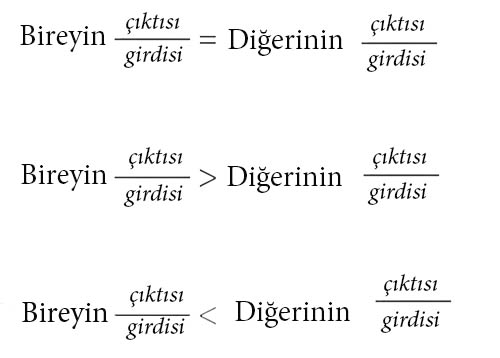 Bireyin çıktısı/girdisi = Diğerinin çıktısı/girdisi
Bireyin çıktısı/girdisi > Diğerinin çıktısı/girdisi
Bireyin çıktısı/girdisi < Diğerinin çıktısı/girdisi